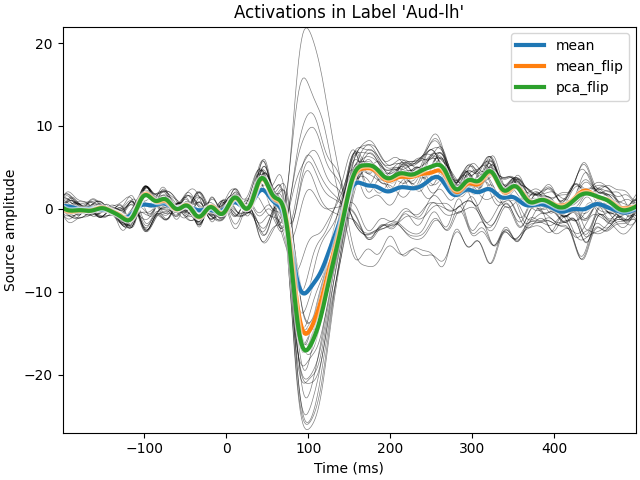 Activations in Label 'Aud-lh'
mean
mean_flip
pca_flip
Source amplitude
20
10
0
−10
−20
−100
0
100
200
300
400
Time (ms)